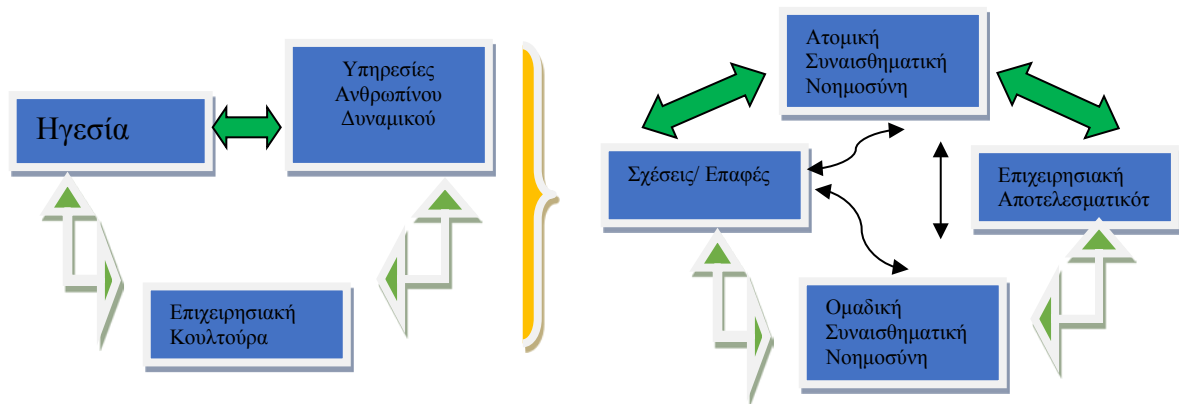 Ηγεσία
Υπηρεσίες
Ανθρωπίνου
Δυναμικού
Επιχειρησιακή
Κουλτούρα
Ατομική
Συναισθηματική
Νοημοσύνη
Σχέσεις/ Επαφές
Επιχειρησιακή
Αποτελεσματικότ
Ομαδική
Συναισθηματική
Νοημοσύνη